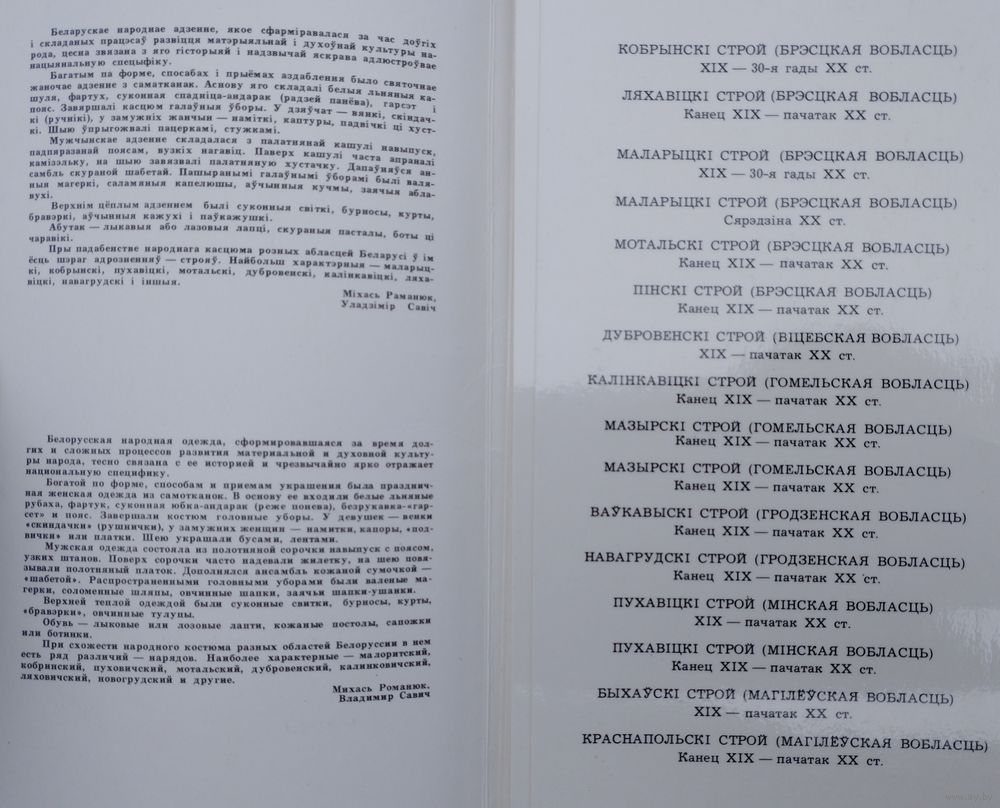 Беларускае народнае адзенне, якое сфарміравалася за час доўгіх
і складаных працэсаў развіцця матэрыяльнай і духоўнай культуры на-
рода, цесна звязана з яго гісторыяй і надзвычай яскрава адлюстроўвае
нацыянальную спецыфіку.
Багатым па форме, спосабах і прыёмах аздаблення было святочнае
жаночае адзенне з саматканак. Аснову яго складалі белыя льняныя ка-
шуля, фартух, суконная спадніца-андарак (радзей панёва), гарсэт і
пояс. Завяршалі касцюм галаўныя ўборы. У дзяўчат — вянкі, скіндач-
кі (ручнікі), у замужніх жанчын — наміткі, каптуры, падвічкі ці хуст-
кі. Шыю ўпрыгожвалі пацеркамі, стужкамі.
Мужчынскае адзенне складалася з палатнянай кашулі навыпуск,
падпяразанай поясам, вузкіх нагавіц. Паверх кашулі часта апраналі
камізэльку, на шыю завязвалі палатняную хустачку. Дапаўняўся ан-
самбль скураной шабетай. Пашыранымі галаўнымі ўборамі былі валя-
ныя магеркі, саламяныя капелюшы, аўчынныя кучмы, заячыя абла-
вухі.
Верхнім цёплым адзеннем былі суконныя світкі, бурносы, курты,
бравэркі, аўчынныя кажухі і паўкажушкі.
Абутак — лыкавыя або лазовыя лапці, скураныя пасталы, боты ці
чаравікі.
Пры падабенстве народнага касцюма розных абласцей Беларусі ў ім
ёсць шэраг адрозненняў — строяў. Найбольш характэрныя — маларыц-
кі, кобрынскі, пухавіцкі, мотальскі, дубровенскі, калінкавіцкі, ляха-
віцкі, навагрудскі і іншыя.
Міхась Раманюк,
Уладзімір Савіч
Белорусская народная одежда, сформировавшаяся за время дол-
гих и сложных процессов развития материальной и духовной культу-
ры народа, тесно связана с ее историей и чрезвычайно ярко отражает
национальную специфику.
Богатой по форме, способам и приемам украшения была празднич-
ная женская одежда из самотканок. В основу ее входили белые льняные
рубаха, фартук, суконная юбка-андарак (реже понева), безрукавка-«гар-
сет» и пояс. Завершали костюм головные уборы. У девушек — венки
«скиндачки» (рушнички), у замужних женщин — намитки, капоры, «под-
вички» или платки. Шею украшали бусами, лентами.
Мужская одежда состояла из полотняной сорочки навыпуск с поясом,
узких штанов. Поверх сорочки часто надевали жилетку, на шею повя-
зывали полотняный платок. Дополнялся ансамбль кожаной сумочкой —
«шабетой». Распространенными головными уборами были валеные ма-
герки, соломенные шляпы, овчинные шапки, заячьи шапки-ушанки.
Верхней теплой одеждой были суконные свитки, бурносы, курты,
«бравэрки», овчинные тулупы.
Обувь — лыковые или лозовые лапти, кожаные постолы, сапожки
или ботинки.
При схожести народного костюма разных областей Белоруссии в нем
есть ряд различий — нарядов. Наиболее характерные — малоритский,
кобринский, пуховичский, мотальский, дубровенский, калинковичский,
ляховичский, новогрудский и другие.
Михась Романюк,
Владимир Савич
КОБРЫНСКІ СТРОЙ (БРЭСЦКАЯ ВОБЛАСЦЬ)
XIX — 30-я гады XX ст.
ЛЯХАВІЦКІ СТРОЙ (БРЭСЦКАЯ ВОБЛАСЦЬ)
Канец XIX — пачатак XX ст.
МАЛАРЫЦКІ СТРОЙ (БРЭСЦКАЯ ВОБЛАСЦЬ)
XIX — 30-я гады XX ст.
МАЛАРЫЦКІ СТРОЙ (БРЭСЦКАЯ ВОБЛАСЦЬ)
Сярэдзіна XX ст.
МОТАЛЬСКІ СТРОЙ (БРЭСЦКАЯ ВОБЛАСЦЬ)
Канец XIX — пачатак XX ст.
ПІНСКІ СТРОЙ (БРЭСЦКАЯ ВОБЛАСЦЬ)
Канец XIX — пачатак XX ст.
ДУБРОВЕНСКІ СТРОЙ (ВІЦЕБСКАЯ ВОБЛАСЦЬ)
XIX — пачатак XX ст.
КАЛІНКАВІЦКІ СТРОЙ (ГОМЕЛЬСКАЯ ВОБЛАСЦЬ)
Канец XIX — пачатак XX ст.
МАЗЫРСКІ СТРОЙ (ГОМЕЛЬСКАЯ ВОБЛАСЦЬ)
Канец XIX — пачатак XX ст.
МАЗЫРСКІ СТРОЙ (ГОМЕЛЬСКАЯ ВОБЛАСЦЬ)
Канец XIX — пачатак XX ст.
ВАЎКАВЫСКІ СТРОЙ (ГРОДЗЕНСКАЯ ВОБЛАСЦЬ)
Канец XIX — пачатак XX ст.
НАВАГРУДСКІ СТРОЙ (ГРОДЗЕНСКАЯ ВОБЛАСЦЬ)
Канец XIX — пачатак XX ст.
ПУХАВІЦКІ СТРОЙ (МІНСКАЯ ВОБЛАСЦЬ)
XIX — пачатак XX ст.
ПУХАВІЦКІ СТРОЙ (МІНСКАЯ ВОБЛАСЦЬ)
Канец XIX — пачатак XX ст.
БЫХАЎСКІ СТРОЙ (МАГІЛЁЎСКАЯ ВОБЛАСЦЬ)
XIX — пачатак XX ст.
КРАСНАПОЛЬСКІ СТРОЙ (МАГІЛЁЎСКАЯ ВОБЛАСЦЬ)
Канец XIX — пачатак XX ст.
www.ay.by